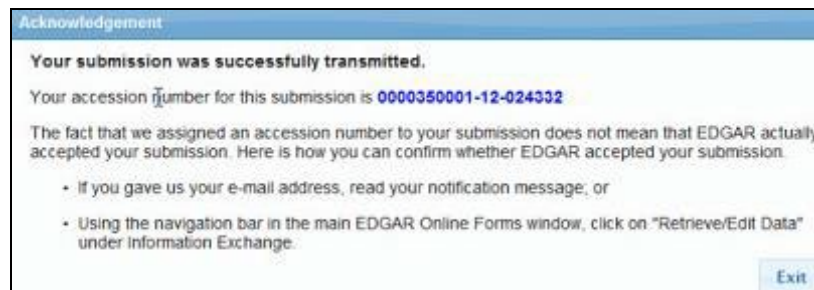 Acknowledgement
Your submission was successfully transmitted.
Your accession number for this submission is 0000350001-12-024332
The fact that we assigned an accession number to your submission does not mean that EDGAR actually
accepted your submission. Here is how you can confirm whether EDGAR accepted your submission.
• If you gave us your e-mail address, read your notification message; or
• Using the navigation bar in the main EDGAR Online Forms window, click on "Retrieve/Edit Data"
under Information Exchange.
Exit